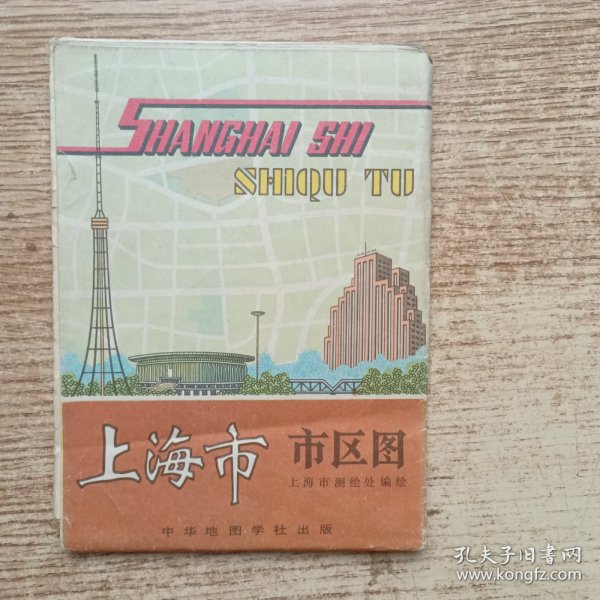 SHANGHAI SHI
SHIQU TU
上海市
市区图
上海市测绘处编绘
中华地图学社出版
孔夫子旧书网
www.kongfz.com